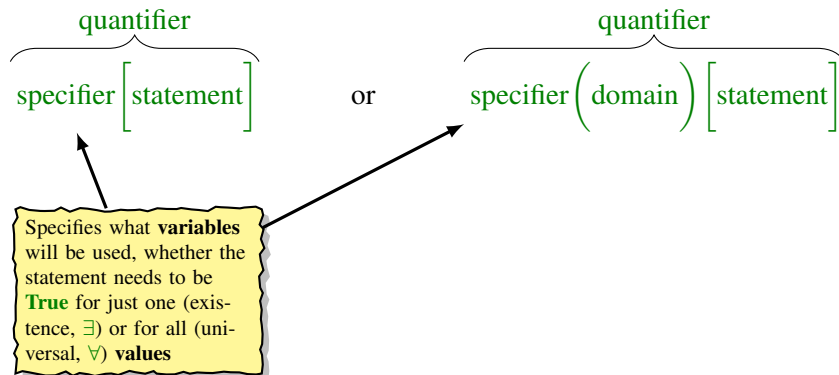 quantifier quantifier
specifier [statement] or specifier (domain) [statement]
Specifies what variables
will be used, whether the
statement needs to be
True for just one (exis-
tence, ∃) or for all (uni-
versal, ∀) values